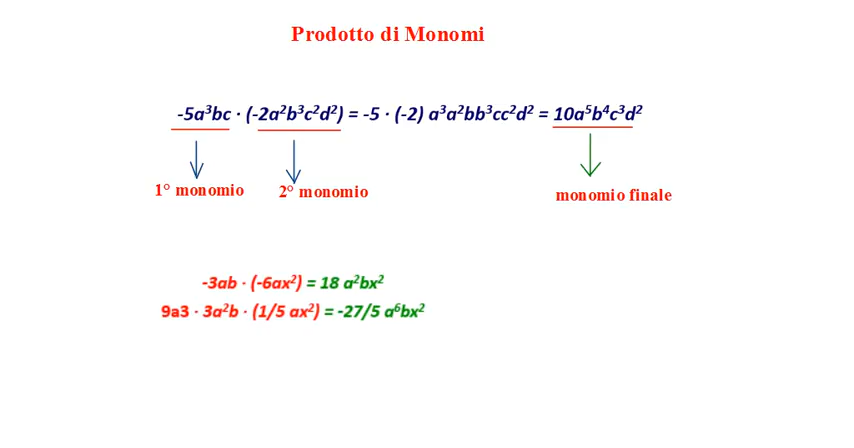 Prodotto di Monomi
-5a³bc · (-2a²b³c²d²) = -5 · (-2) a³a²bb³cc²d² = 10a⁵b⁴c³d²
1° monomio 2° monomio monomio finale
-3ab · (-6ax²) = 18 a²bx²
9a3 · 3a²b · (1/5 ax²) = -27/5 a⁶bx²